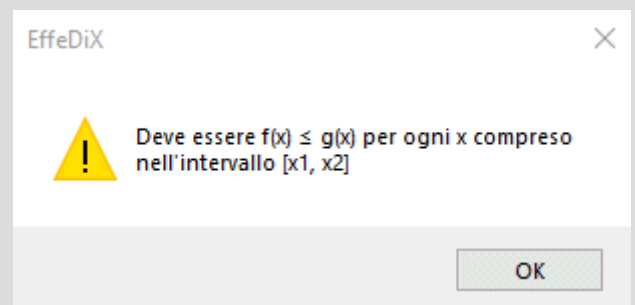 EffeDiX
Deve essere f(x) ≤ g(x) per ogni x compreso
nell'intervallo [x1, x2]
OK